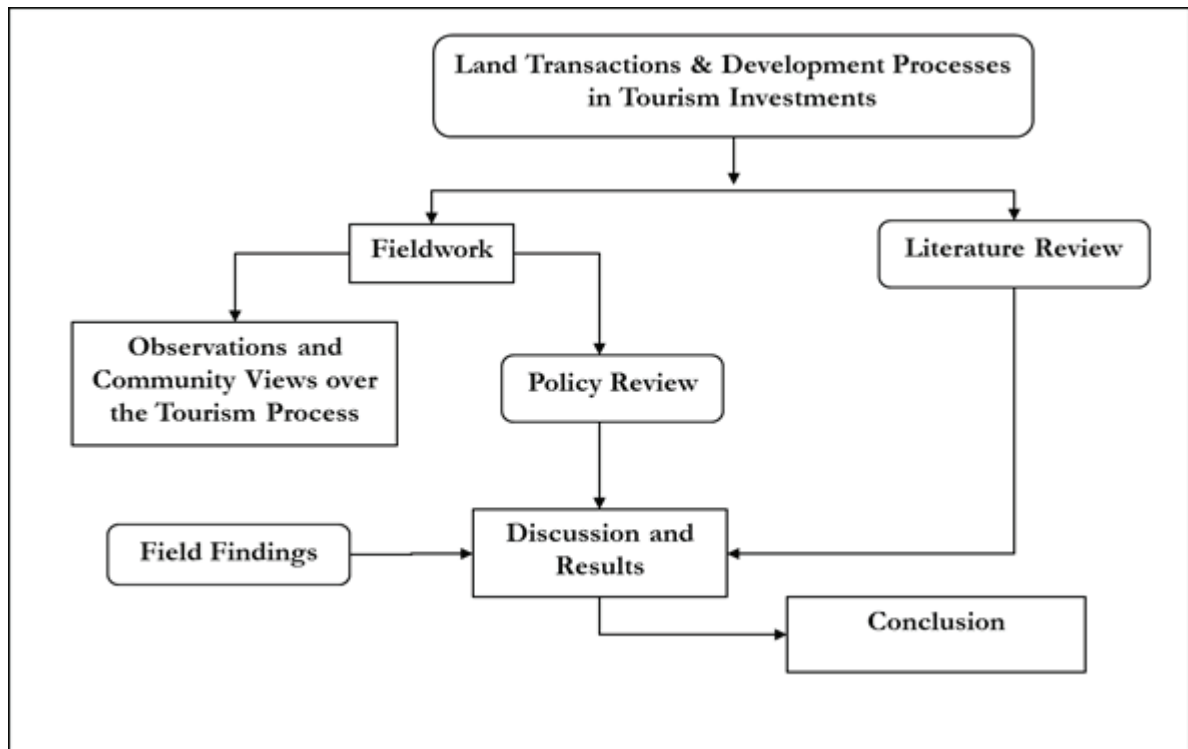 Land Transactions & Development Processes
in Tourism Investments
Fieldwork
Literature Review
Observations and
Community Views over
the Tourism Process
Policy Review
Field Findings
Discussion and
Results
Conclusion